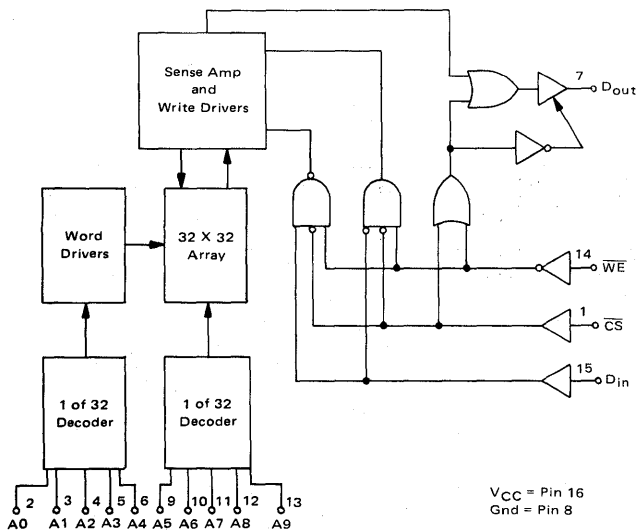 Sense Amp
and
Write Drivers
7
Dout
Word
Drivers
32 X 32
Array
14
WE
1
CS
15
Din
1 of 32
Decoder
1 of 32
Decoder
2 3 4 5 6 9 10 11 12 13
A0 A1 A2 A3 A4 A5 A6 A7 A8 A9
VCC = Pin 16
Gnd = Pin 8